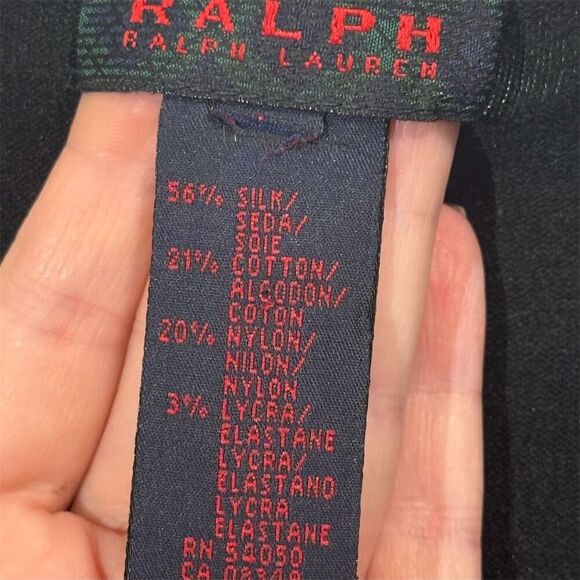 RALPH
RALPH LAUREN
56% SILK/
SEDA/
SOIE
21% COTTON/
ALGODON/
COTON
20% NYLON/
NILON/
NYLON
3% LYCRA/
ELASTANE
LYCRA/
ELASTANO
LYCRA
ELASTANE
RN 54050
CA